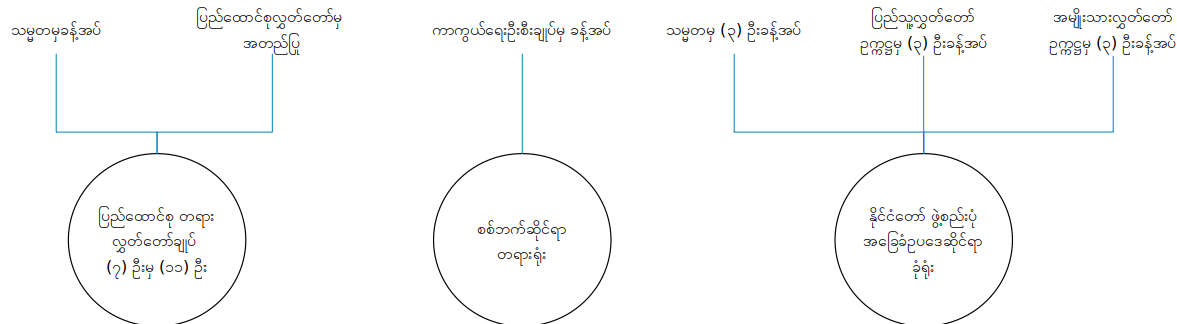 သမ္မတမှခန့်အပ်
ပြည်ထောင်စုလွှတ်တော်မှ
အတည်ပြု
ကာကွယ်ရေးဦးစီးချုပ်မှ ခန့်အပ်
သမ္မတမှ (၃) ဦးခန့်အပ်
ပြည်သူ့လွှတ်တော်
ဥက္ကဋ္ဌမှ (၃) ဦးခန့်အပ်
အမျိုးသားလွှတ်တော်
ဥက္ကဋ္ဌမှ (၃) ဦးခန့်အပ်
ပြည်ထောင်စု တရား
လွှတ်တော်ချုပ်
(၇) ဦးမှ (၁၁) ဦး
စစ်ဘက်ဆိုင်ရာ
တရားရုံး
နိုင်ငံတော် ဖွဲ့စည်းပုံ
အခြေခံဥပဒေဆိုင်ရာ
ခုံရုံး